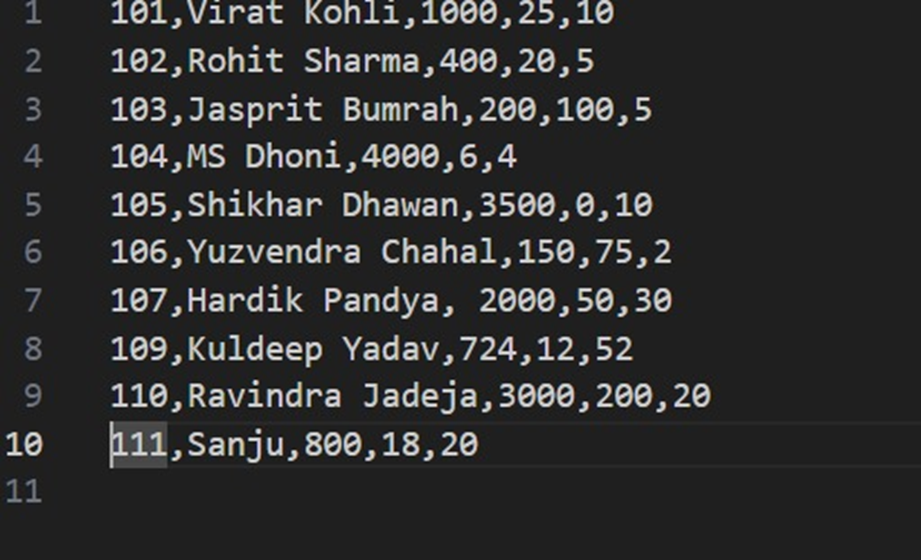 1 101,Virat Kohli,1000,25,10
2 102,Rohit Sharma,400,20,5
3 103,Jasprit Bumrah,200,100,5
4 104,MS Dhoni,4000,6,4
5 105,Shikhar Dhawan,3500,0,10
6 106,Yuzvendra Chahal,150,75,2
7 107,Hardik Pandya, 2000,50,30
8 109,Kuldeep Yadav,724,12,52
9 110,Ravindra Jadeja,3000,200,20
10 111,Sanju,800,18,20
11